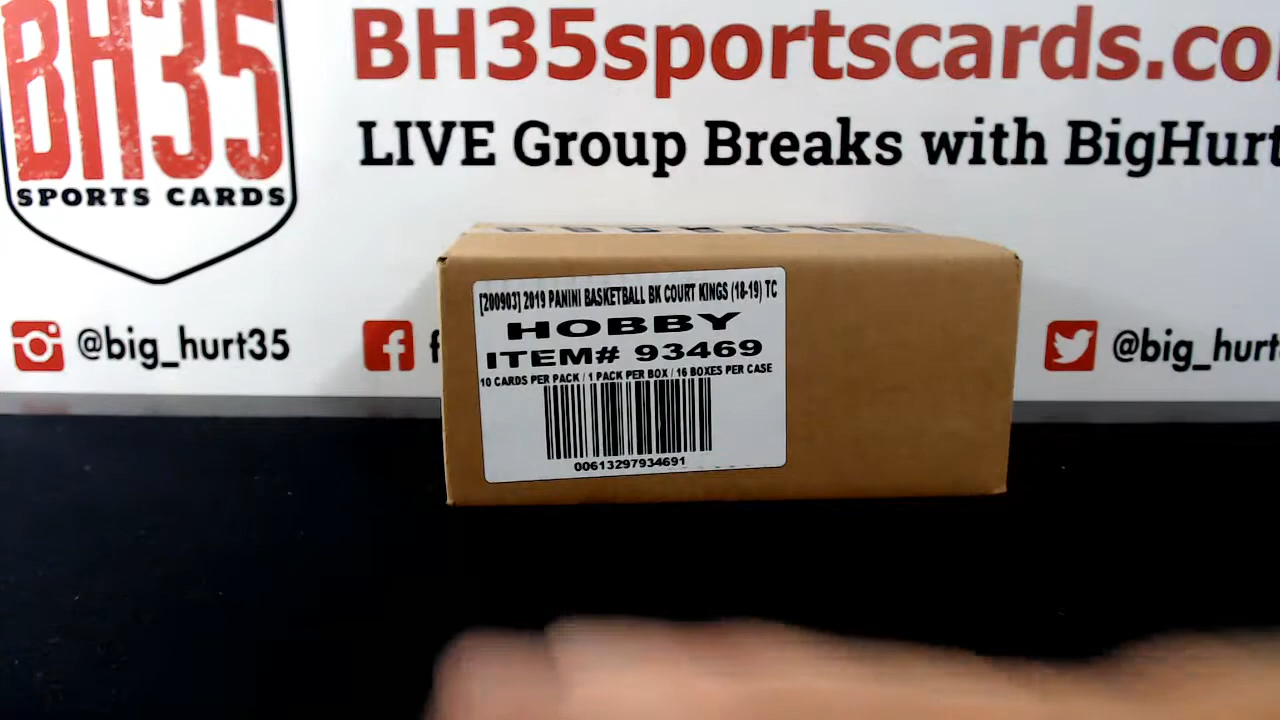 BH35
SPORTS CARDS
BH35sportscards.co
LIVE Group Breaks with BigHurt
@big_hurt35
f
@big_hurt
[200903] 2019 PANINI BASKETBALL BK COURT KINGS (18-19) TC
HOBBY
ITEM# 93469
10 CARDS PER PACK / 1 PACK PER BOX / 16 BOXES PER CASE
00613297934691